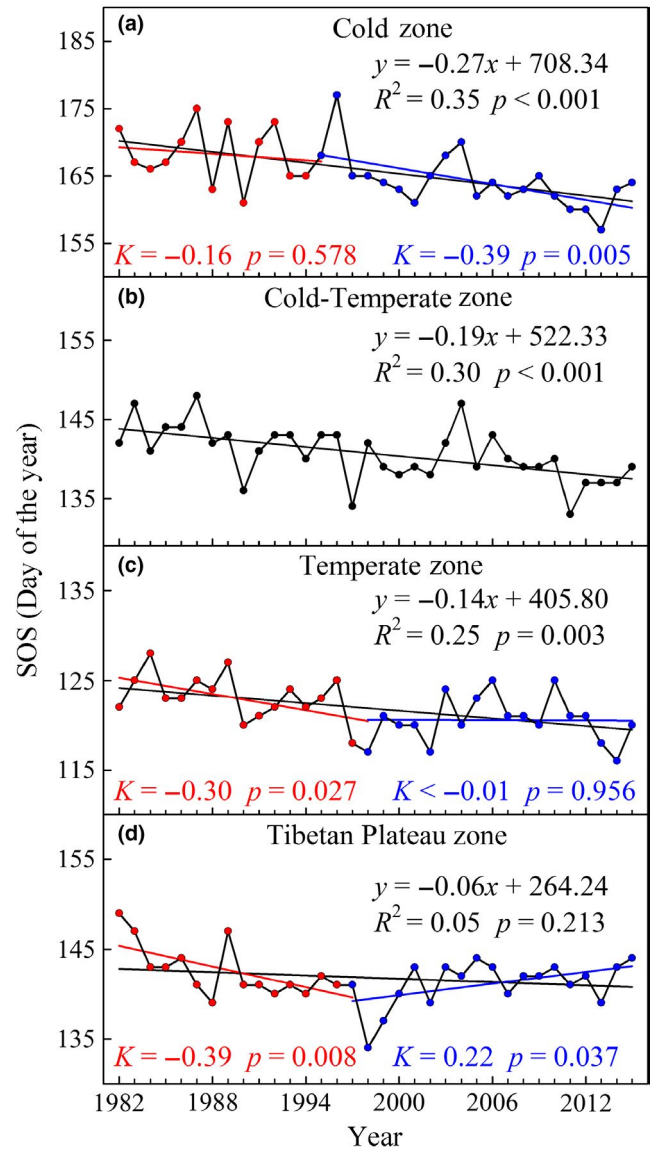 (a)
Cold zone
y = −0.27x + 708.34
R² = 0.35 p < 0.001
185
175
165
155
K = −0.16 p = 0.578
K = −0.39 p = 0.005
(b)
Cold-Temperate zone
y = −0.19x + 522.33
R² = 0.30 p < 0.001
155
145
135
SOS (Day of the year)
(c)
Temperate zone
y = −0.14x + 405.80
R² = 0.25 p = 0.003
135
125
115
K = −0.30 p = 0.027
K < −0.01 p = 0.956
(d)
Tibetan Plateau zone
y = −0.06x + 264.24
R² = 0.05 p = 0.213
155
145
135
K = −0.39 p = 0.008
K = 0.22 p = 0.037
1982 1988 1994 2000 2006 2012
Year